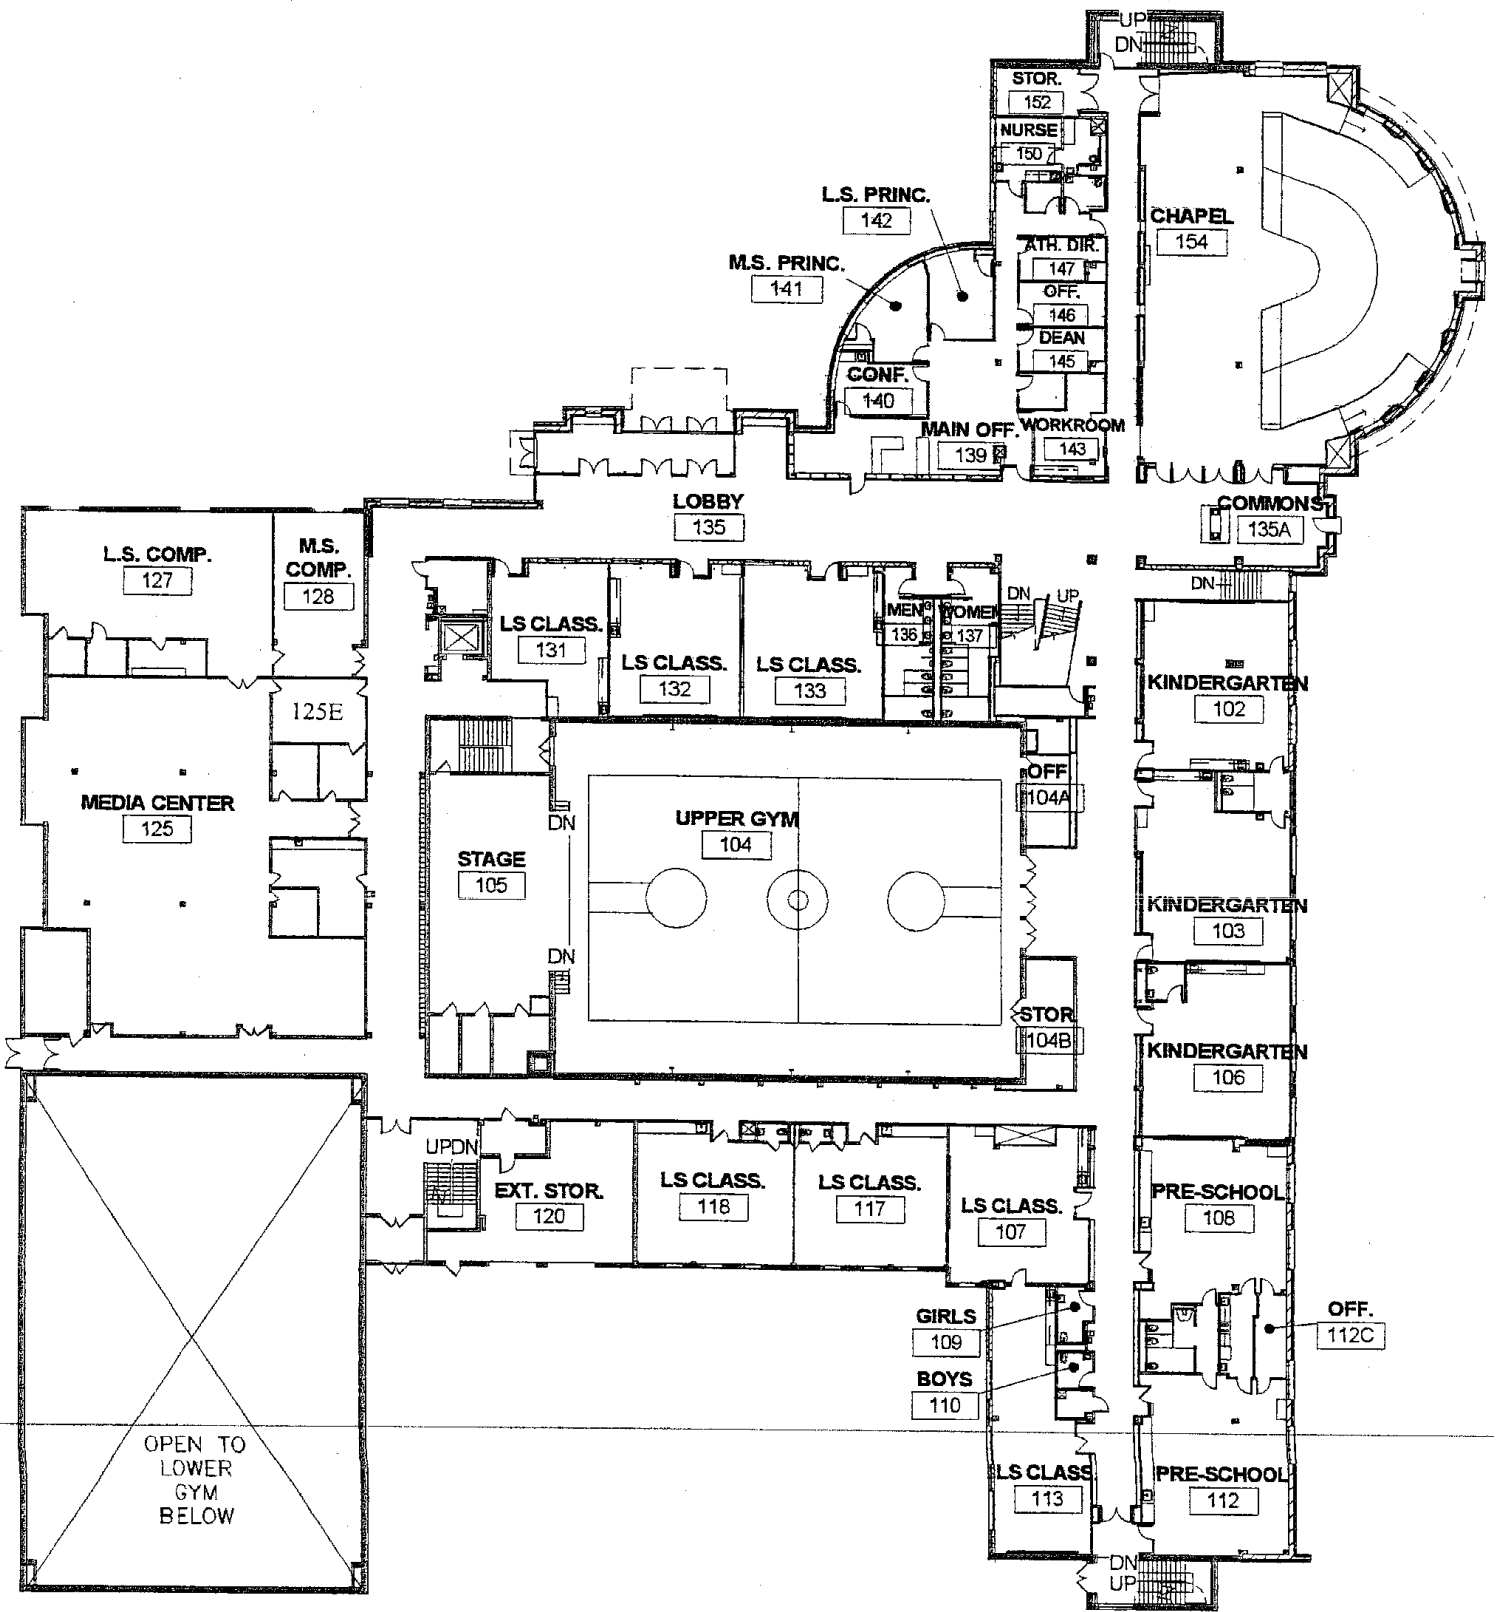 UP
DN
STOR.
152
NURSE
150
L.S. PRINC.
142
CHAPEL
154
M.S. PRINC.
141
ATH. DIR.
147
OFF.
146
DEAN
145
CONF.
140
MAIN OFF.
139
WORKROOM
143
LOBBY
135
COMMONS
135A
L.S. COMP.
127
M.S.
COMP.
128
DN
DN
UP
LS CLASS.
131
LS CLASS.
132
LS CLASS.
133
MEN
136
WOMEN
137
KINDERGARTEN
102
125E
MEDIA CENTER
125
OFF
104A
DN
UPPER GYM
104
STAGE
105
KINDERGARTEN
103
DN
STOR
104B
KINDERGARTEN
106
UPDN
EXT. STOR.
120
LS CLASS.
118
LS CLASS.
117
LS CLASS.
107
PRE-SCHOOL
108
GIRLS
109
OFF.
112C
BOYS
110
OPEN TO
LOWER
GYM
BELOW
LS CLASS
113
PRE-SCHOOL
112
DN
UP